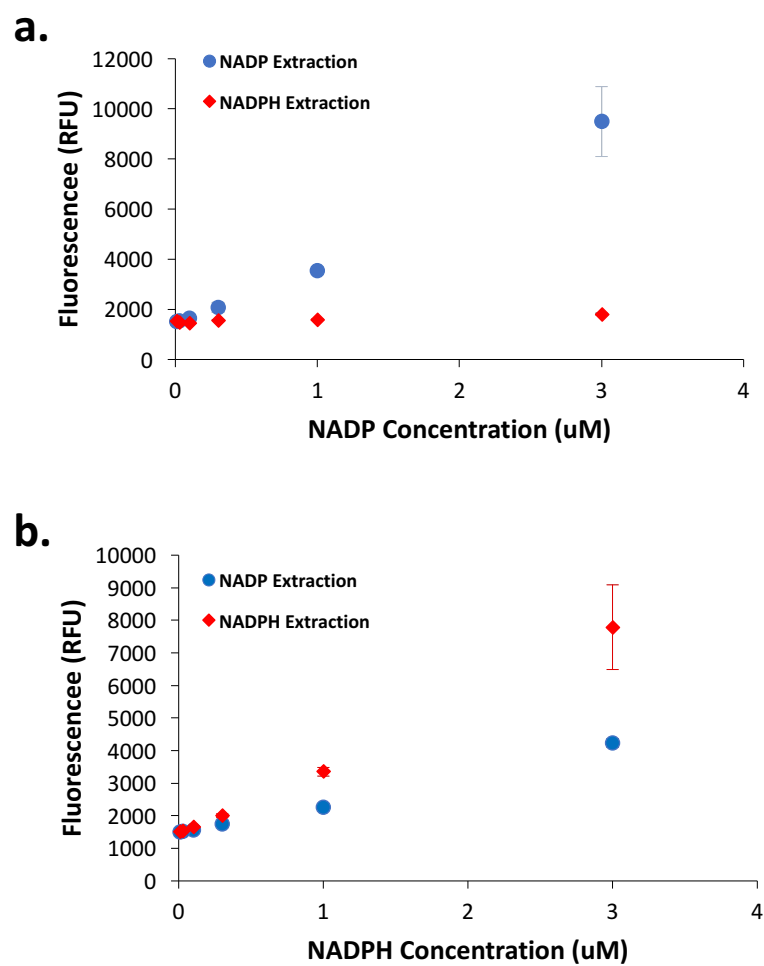 a.
12000
10000
8000
6000
4000
2000
0
Fluorescencee (RFU)
NADP Extraction
NADPH Extraction
0 1 2 3 4
NADP Concentration (uM)
b.
10000
9000
8000
7000
6000
5000
4000
3000
2000
1000
0
Fluorescencee (RFU)
NADP Extraction
NADPH Extraction
0 1 2 3 4
NADPH Concentration (uM)